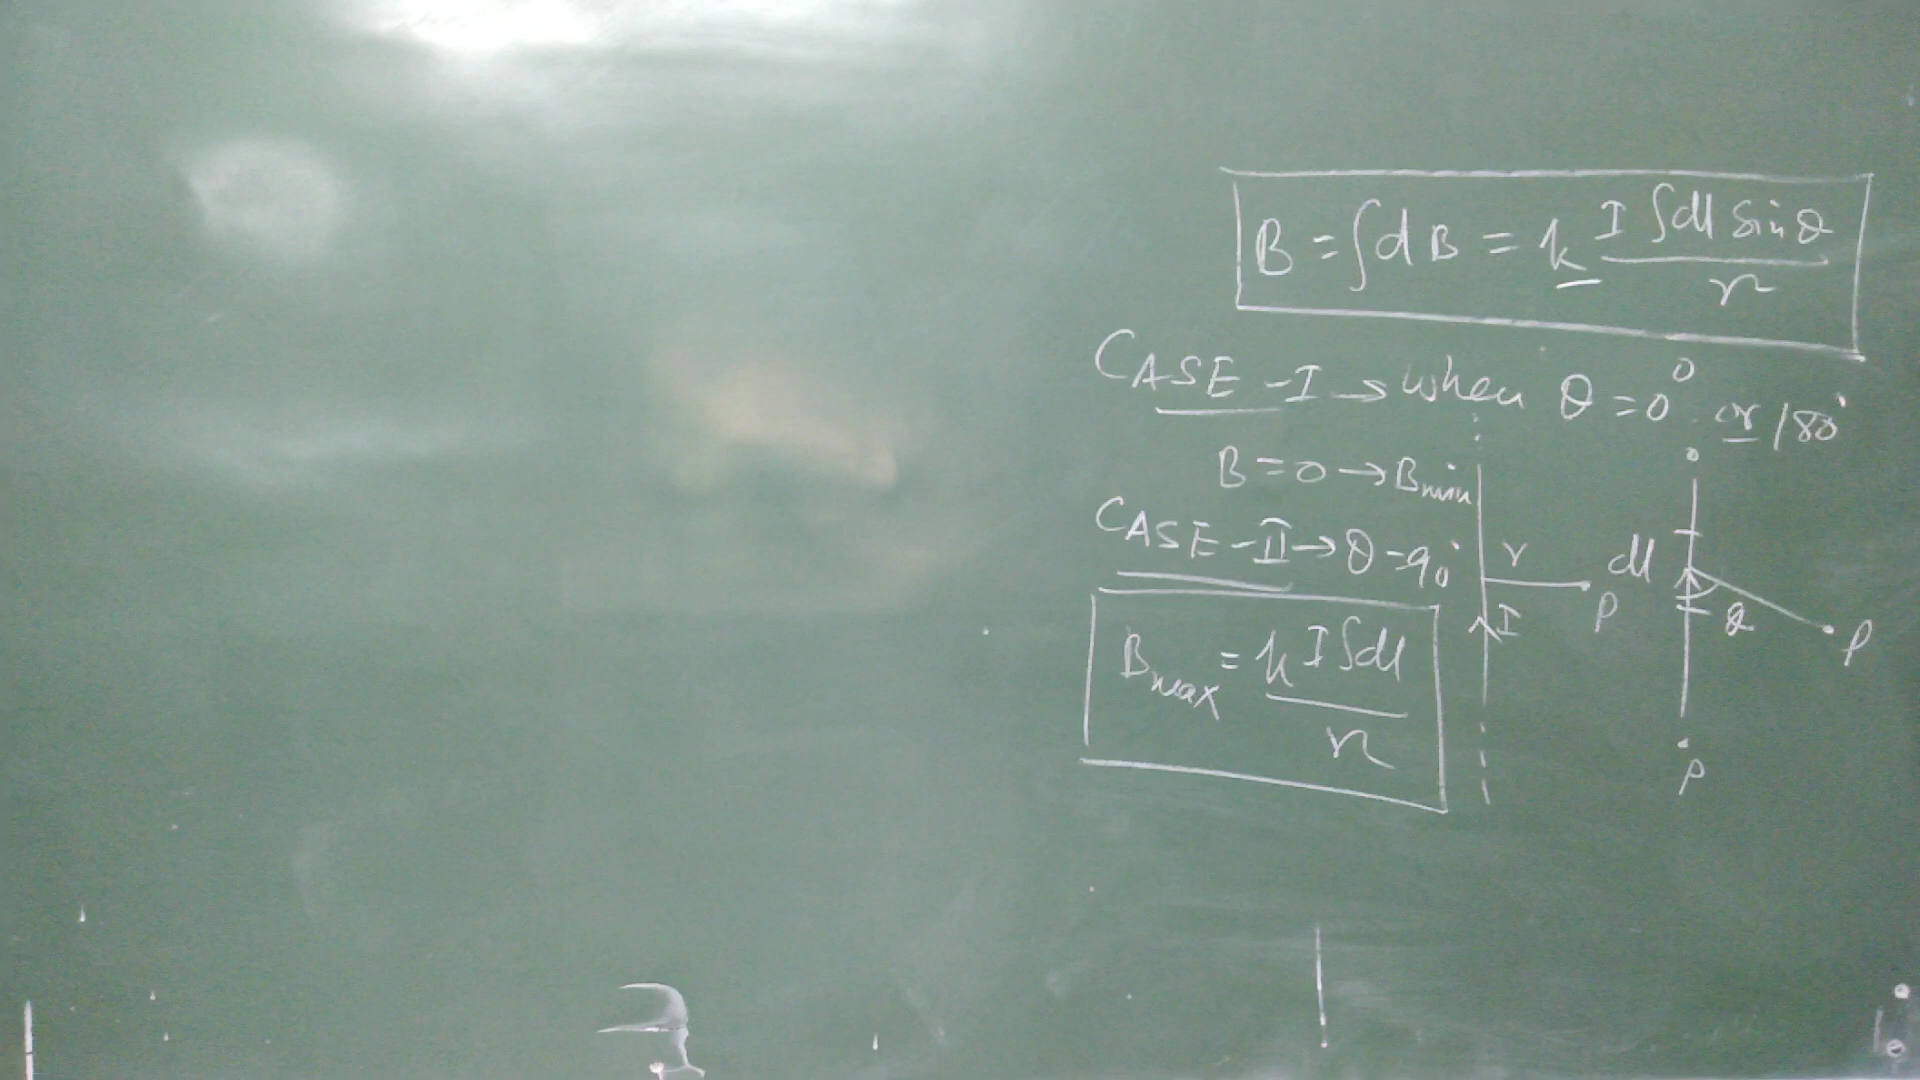 B = ∫dB = k I∫dl sinθ / r
CASE-I → when θ = 0° or 180°
B = 0 → Bmin
CASE-II → θ = 90°
Bmax = k I∫dl / r
r
P
I
dl
θ
P
P